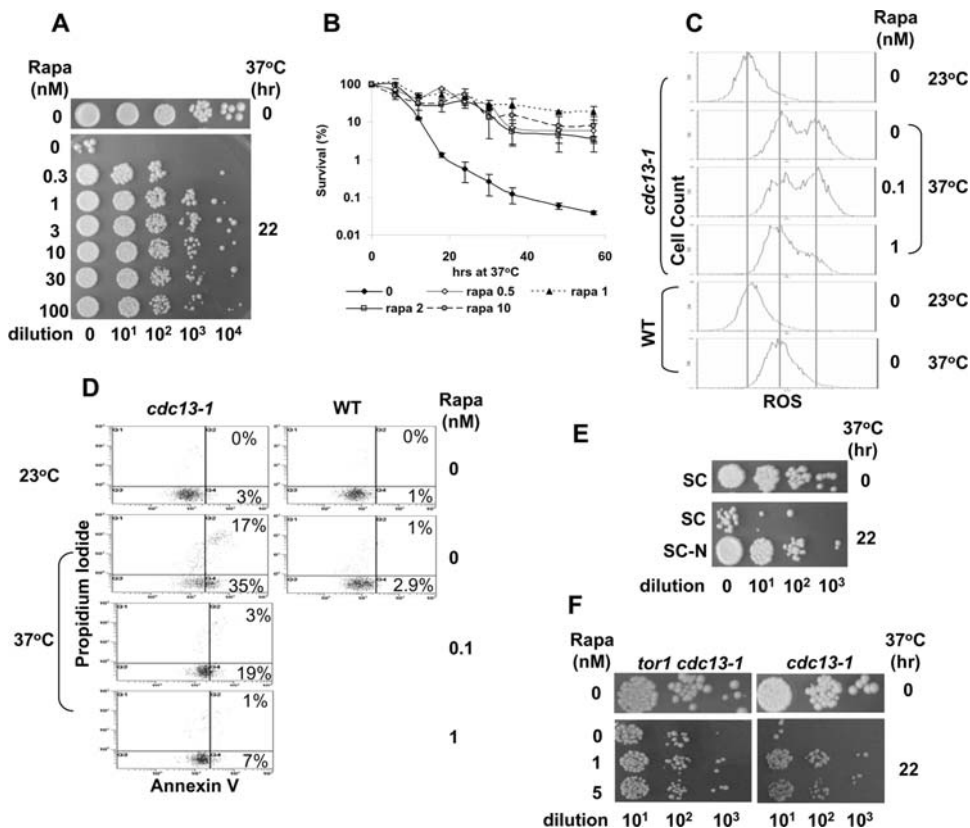 A
Rapa
(nM)
37°C
(hr)
0
0
0
0.3
1
3
10
30
100
22
dilution 0 10¹ 10² 10³ 10⁴
B
Survival (%)
100
10
1
0.1
0.01
0 20 40 60
hrs at 37°C
0 rapa 0.5 rapa 1
rapa 2 rapa 10
C
Rapa
(nM)
cdc13-1
WT
Cell Count
0 23°C
0
0.1 37°C
1
0 23°C
0 37°C
ROS
D
cdc13-1 WT
Rapa
(nM)
23°C
0% 0%
0
3% 1%
37°C
Propidium Iodide
17% 1%
0
35% 2.9%
3%
0.1
19%
1%
1
7%
Annexin V
E
37°C
(hr)
SC 0
SC
SC-N
22
dilution 0 10¹ 10² 10³
F
Rapa
(nM)
tor1 cdc13-1 cdc13-1
37°C
(hr)
0 0
0
1
5
22
dilution 10¹ 10² 10³ 10¹ 10² 10³